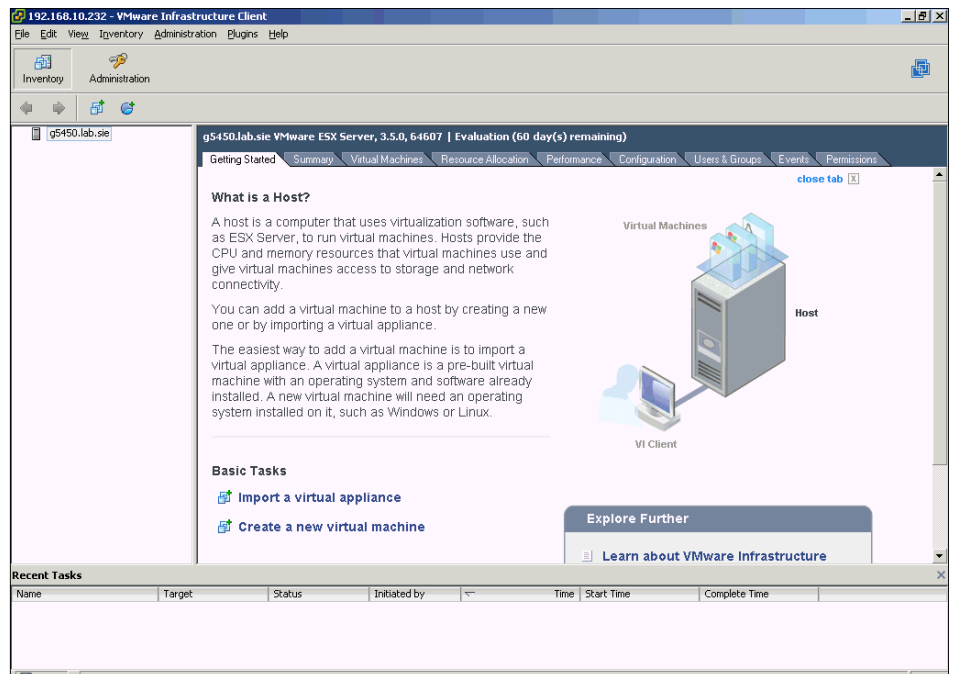 192.168.10.232 - VMware Infrastructure Client
File Edit View Inventory Administration Plugins Help
Inventory
Administration
g5450.lab.sie
g5450.lab.sie VMware ESX Server, 3.5.0, 64607 | Evaluation (60 day(s) remaining)
Getting Started Summary Virtual Machines Resource Allocation Performance Configuration Users & Groups Events Permissions
close tab X
What is a Host?
A host is a computer that uses virtualization software, such
as ESX Server, to run virtual machines. Hosts provide the
CPU and memory resources that virtual machines use and
give virtual machines access to storage and network
connectivity.
You can add a virtual machine to a host by creating a new
one or by importing a virtual appliance.
The easiest way to add a virtual machine is to import a
virtual appliance. A virtual appliance is a pre-built virtual
machine with an operating system and software already
installed. A new virtual machine will need an operating
system installed on it, such as Windows or Linux.
Virtual Machines
Host
VI Client
Basic Tasks
Import a virtual appliance
Create a new virtual machine
Explore Further
Learn about VMware Infrastructure
Recent Tasks
Name Target Status Initiated by Time Start Time Complete Time